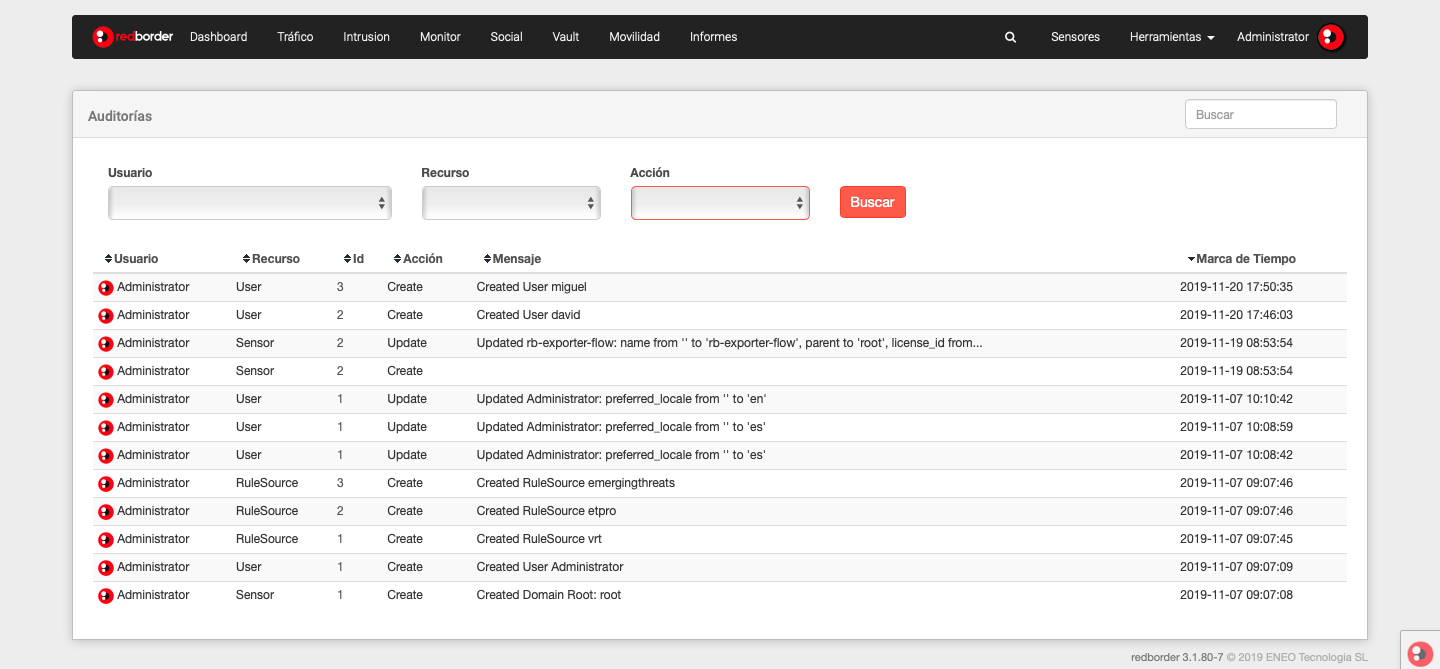 redborder Dashboard Tráfico Intrusion Monitor Social Vault Movilidad Informes Sensores Herramientas Administrator
Auditorías Buscar
Usuario Recurso Acción
Buscar
Usuario Recurso Id Acción Mensaje Marca de Tiempo
Administrator User 3 Create Created User miguel 2019-11-20 17:50:35
Administrator User 2 Create Created User david 2019-11-20 17:46:03
Administrator Sensor 2 Update Updated rb-exporter-flow: name from '' to 'rb-exporter-flow', parent to 'root', license_id from... 2019-11-19 08:53:54
Administrator Sensor 2 Create 2019-11-19 08:53:54
Administrator User 1 Update Updated Administrator: preferred_locale from '' to 'en' 2019-11-07 10:10:42
Administrator User 1 Update Updated Administrator: preferred_locale from '' to 'es' 2019-11-07 10:08:59
Administrator User 1 Update Updated Administrator: preferred_locale from '' to 'es' 2019-11-07 10:08:42
Administrator RuleSource 3 Create Created RuleSource emergingthreats 2019-11-07 09:07:46
Administrator RuleSource 2 Create Created RuleSource etpro 2019-11-07 09:07:46
Administrator RuleSource 1 Create Created RuleSource vrt 2019-11-07 09:07:45
Administrator User 1 Create Created User Administrator 2019-11-07 09:07:09
Administrator Sensor 1 Create Created Domain Root: root 2019-11-07 09:07:08
redborder 3.1.80-7 © 2019 ENEO Tecnologia SL